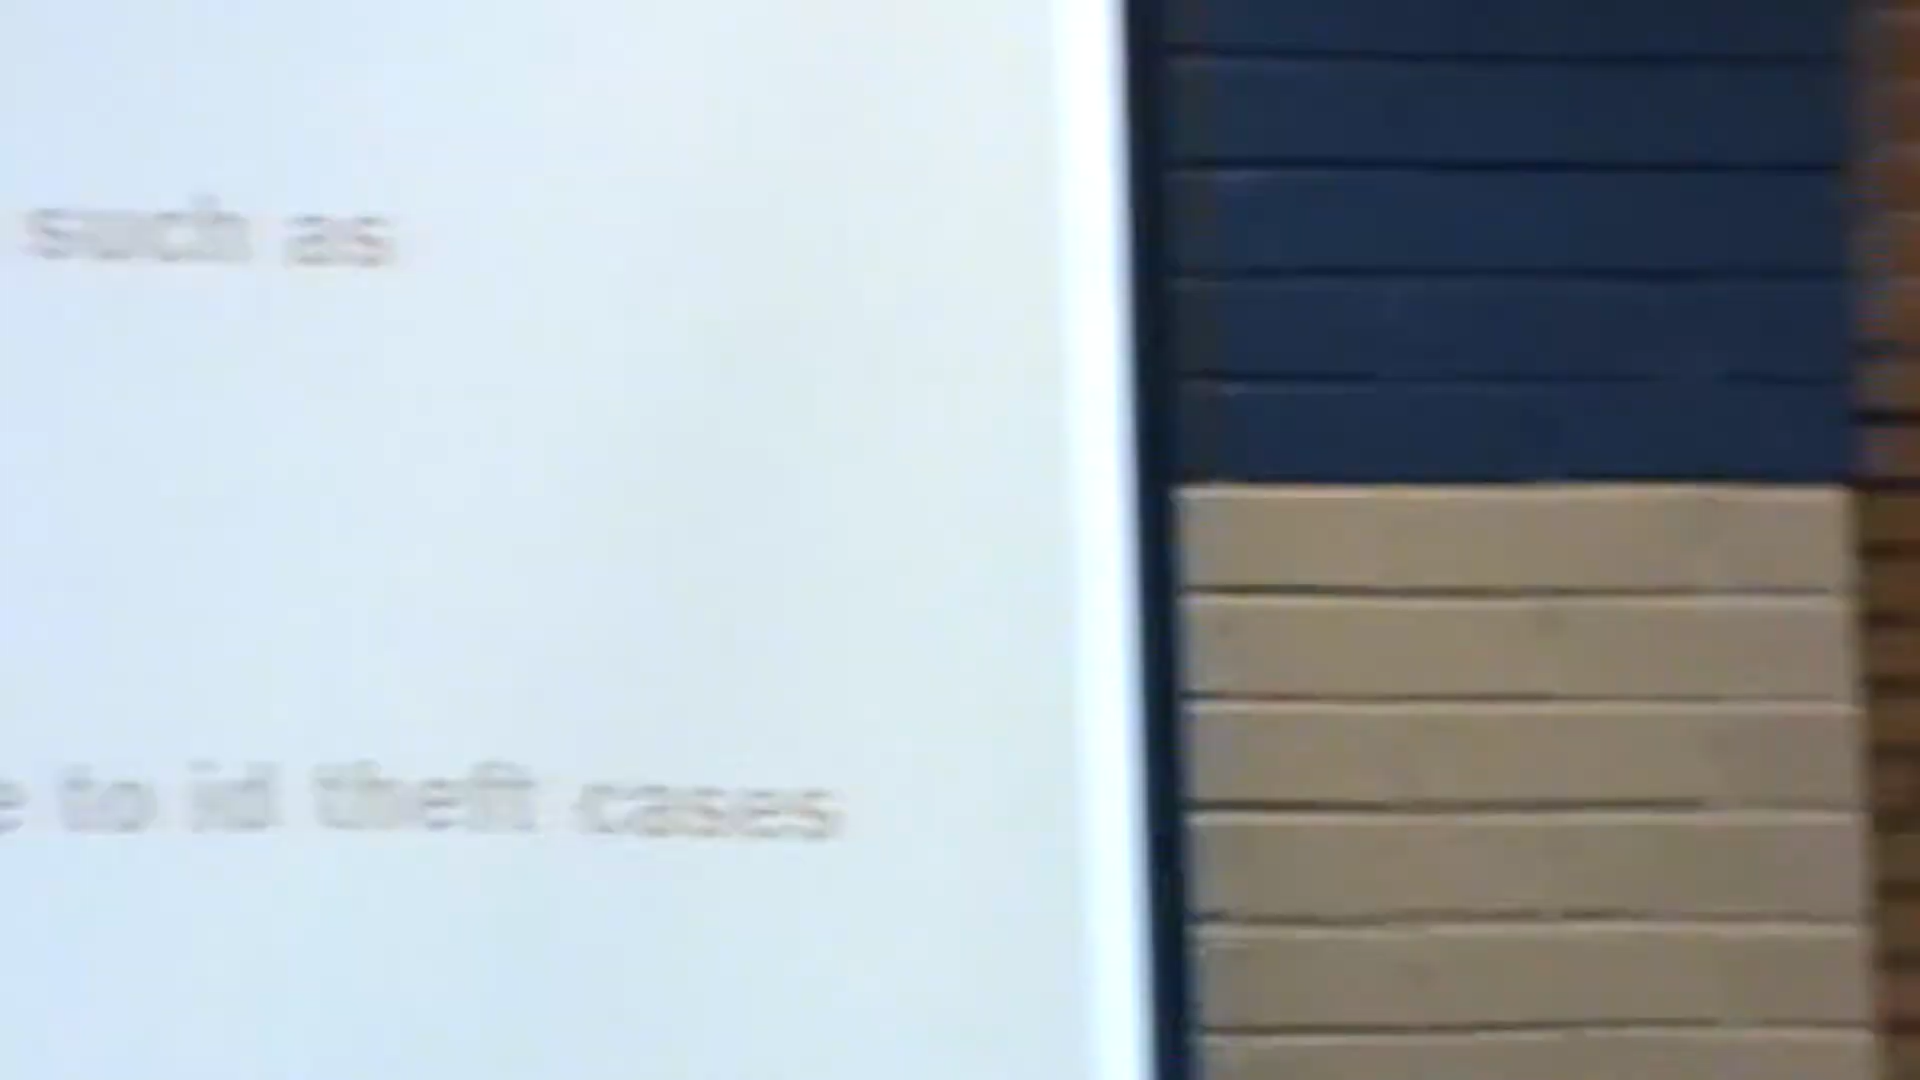 such as
e to id theft cases